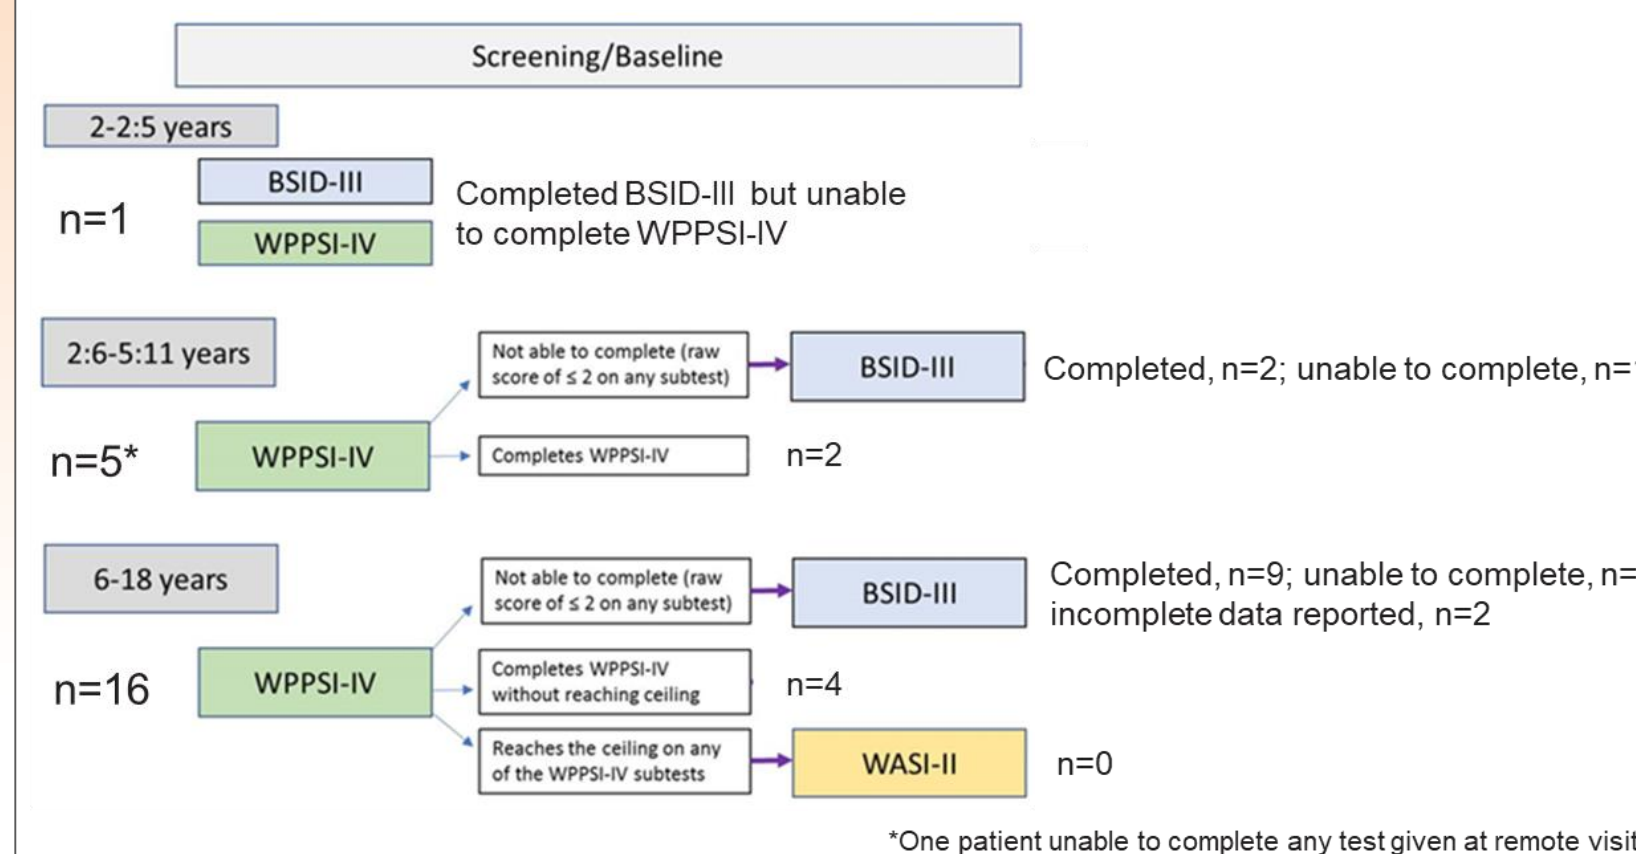 Screening/Baseline
2-2:5 years
BSID-III
n=1
WPPSI-IV
Completed BSID-III but unable
to complete WPPSI-IV
2:6-5:11 years
Not able to complete (raw
score of ≤ 2 on any subtest)
BSID-III
Completed, n=2; unable to complete, n=
n=5*
WPPSI-IV
Completes WPPSI-IV
n=2
6-18 years
Not able to complete (raw
score of ≤ 2 on any subtest)
BSID-III
Completed, n=9; unable to complete, n=
incomplete data reported, n=2
n=16
WPPSI-IV
Completes WPPSI-IV
without reaching ceiling
n=4
Reaches the ceiling on any
of the WPPSI-IV subtests
WASI-II
n=0
*One patient unable to complete any test given at remote visit